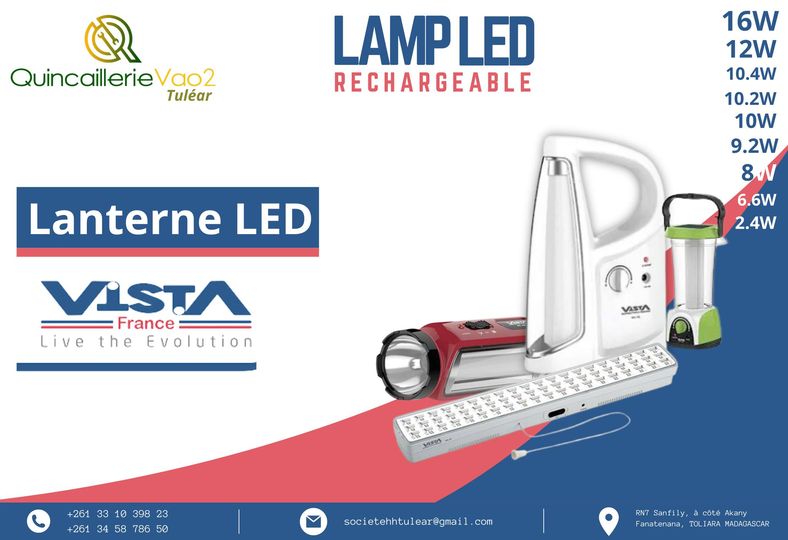 QuincaillerieVao2
Tuléar
LAMP LED
RECHARGEABLE
16W
12W
10.4W
10.2W
10W
9.2W
8W
6.6W
2.4W
Lanterne LED
VISTA
France
Live the Evolution
VISTA
VISTA
VISTA
+261 33 10 398 23
+261 34 58 786 50
societehhtulear@gmail.com
RN7 Sanfily, à côté Akany
Fanatenana, TOLIARA MADAGASCAR